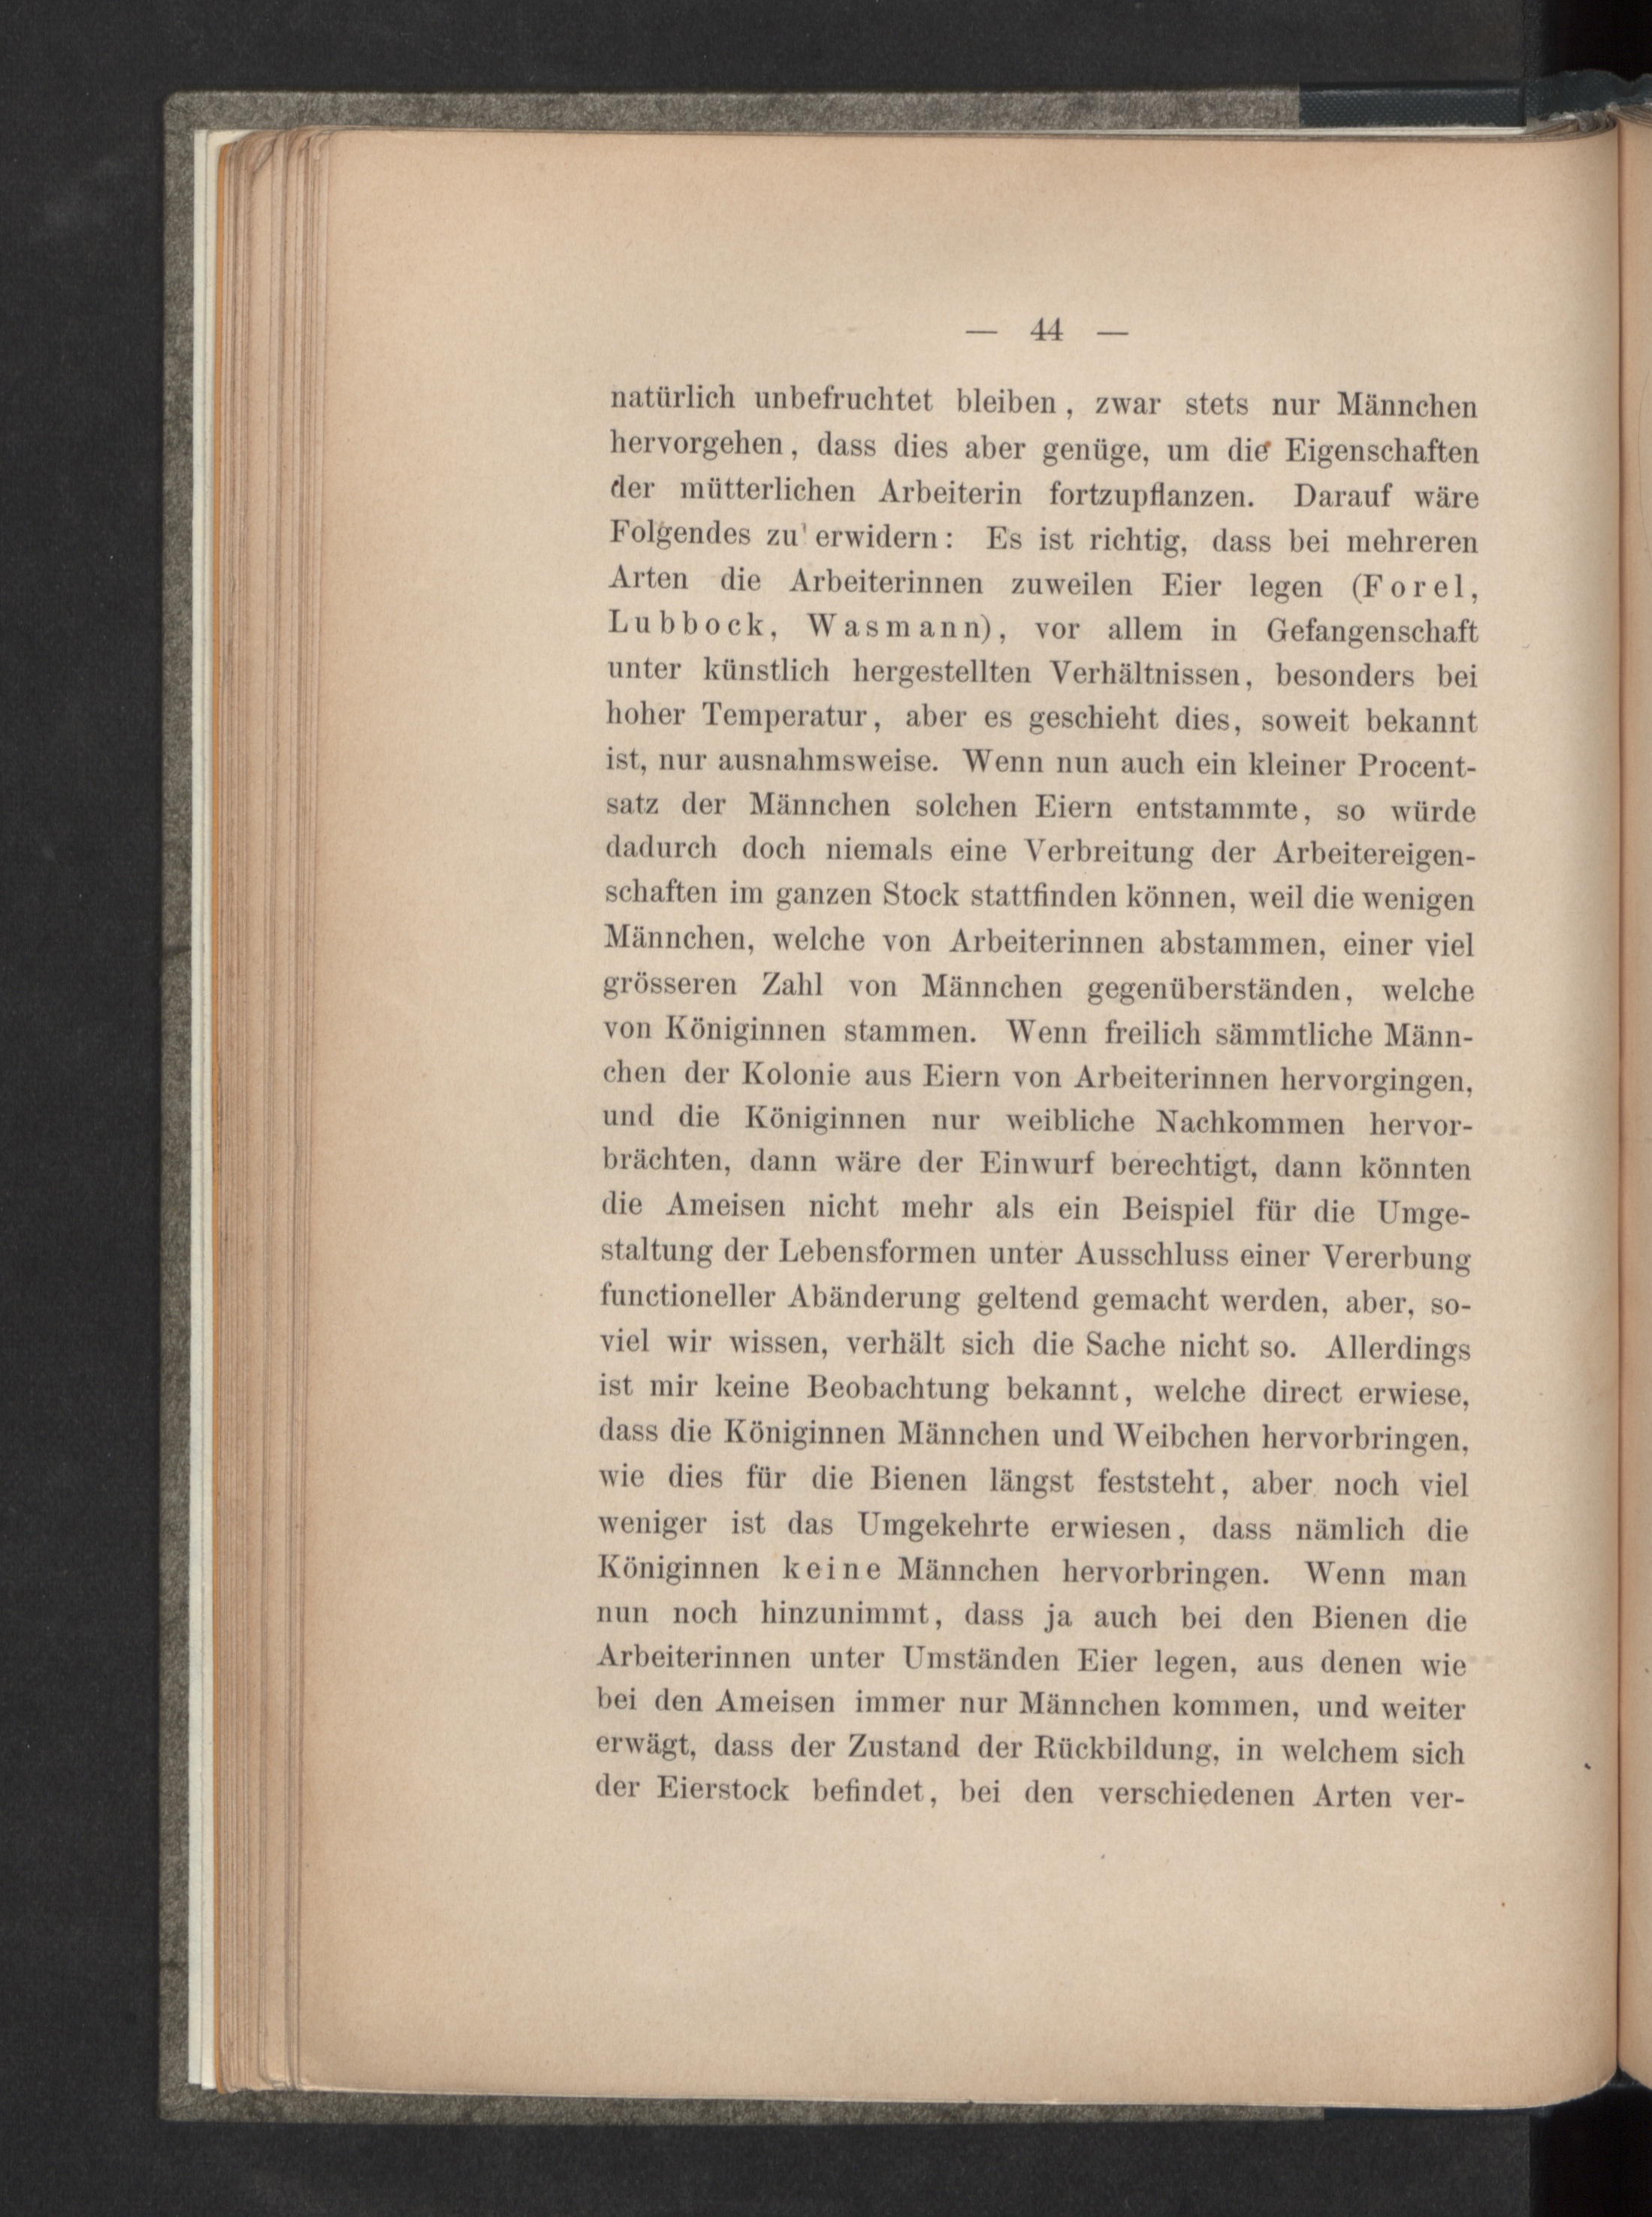 — 44 —
natürlich unbefruchtet bleiben, zwar stets nur Männchen
hervorgehen, dass dies aber genüge, um die Eigenschaften
der mütterlichen Arbeiterin fortzupflanzen. Darauf wäre
Folgendes zu erwidern: Es ist richtig, dass bei mehreren
Arten die Arbeiterinnen zuweilen Eier legen (Forel,
Lubbock, Wasmann), vor allem in Gefangenschaft
unter künstlich hergestellten Verhältnissen, besonders bei
hoher Temperatur, aber es geschieht dies, soweit bekannt
ist, nur ausnahmsweise. Wenn nun auch ein kleiner Procent-
satz der Männchen solchen Eiern entstammte, so würde
dadurch doch niemals eine Verbreitung der Arbeitereigen-
schaften im ganzen Stock stattfinden können, weil die wenigen
Männchen, welche von Arbeiterinnen abstammen, einer viel
grösseren Zahl von Männchen gegenüberständen, welche
von Königinnen stammen. Wenn freilich sämmtliche Männ-
chen der Kolonie aus Eiern von Arbeiterinnen hervorgingen,
und die Königinnen nur weibliche Nachkommen hervor-
brächten, dann wäre der Einwurf berechtigt, dann könnten
die Ameisen nicht mehr als ein Beispiel für die Umge-
staltung der Lebensformen unter Ausschluss einer Vererbung
functioneller Abänderung geltend gemacht werden, aber, so-
viel wir wissen, verhält sich die Sache nicht so. Allerdings
ist mir keine Beobachtung bekannt, welche direct erwiese,
dass die Königinnen Männchen und Weibchen hervorbringen,
wie dies für die Bienen längst feststeht, aber noch viel
weniger ist das Umgekehrte erwiesen, dass nämlich die
Königinnen keine Männchen hervorbringen. Wenn man
nun noch hinzunimmt, dass ja auch bei den Bienen die
Arbeiterinnen unter Umständen Eier legen, aus denen wie
bei den Ameisen immer nur Männchen kommen, und weiter
erwägt, dass der Zustand der Rückbildung, in welchem sich
der Eierstock befindet, bei den verschiedenen Arten ver-